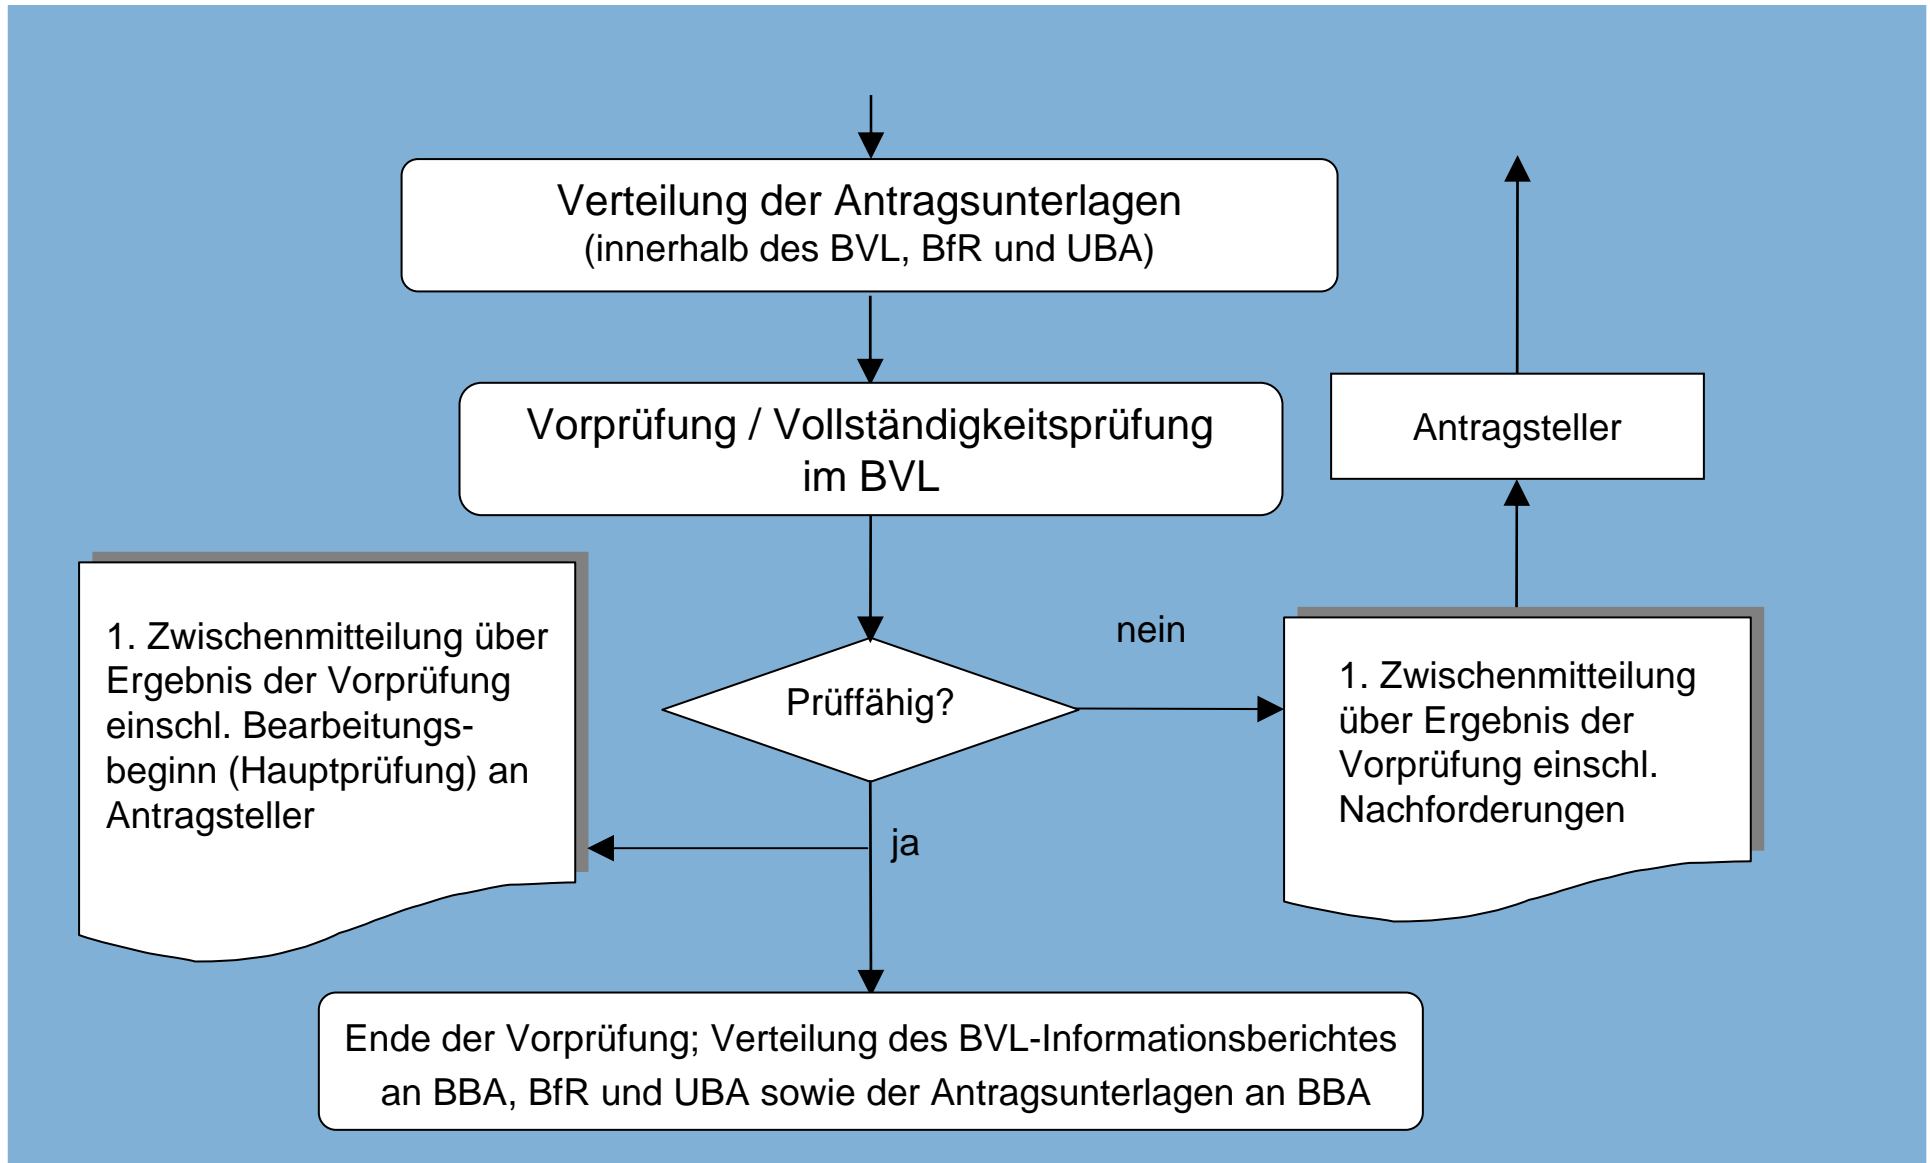 Verteilung der Antragsunterlagen
(innerhalb des BVL, BfR und UBA)
Vorprüfung / Vollständigkeitsprüfung
im BVL
Antragsteller
1. Zwischenmitteilung über
Ergebnis der Vorprüfung
einschl. Bearbeitungs-
beginn (Hauptprüfung) an
Antragsteller
Prüffähig?
nein
1. Zwischenmitteilung
über Ergebnis der
Vorprüfung einschl.
Nachforderungen
ja
Ende der Vorprüfung; Verteilung des BVL-Informationsberichtes
an BBA, BfR und UBA sowie der Antragsunterlagen an BBA